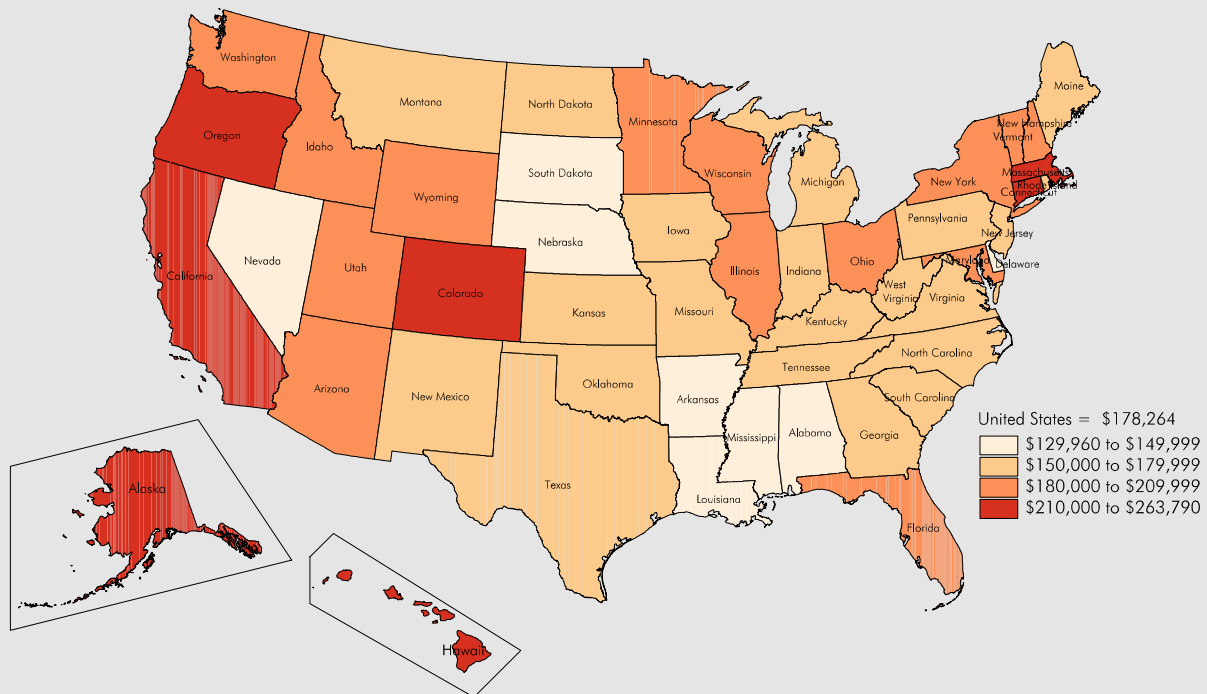 Washington
Oregon
Idaho
Montana
North Dakota
Minnesota
Maine
New Hampshire
Vermont
Massachusetts
Rhode Island
Connecticut
South Dakota
Wisconsin
Michigan
New York
Wyoming
Nebraska
Iowa
Pennsylvania
New Jersey
Nevada
Utah
California
Colorado
Illinois
Indiana
Ohio
Maryland
Delaware
West
Virginia
Virginia
Kansas
Missouri
Kentucky
North Carolina
Tennessee
Arizona
New Mexico
Oklahoma
Arkansas
South Carolina
Mississippi
Alabama
Georgia
Texas
Louisiana
Florida
Alaska
Hawaii
United States = $178,264
$129,960 to $149,999
$150,000 to $179,999
$180,000 to $209,999
$210,000 to $263,790